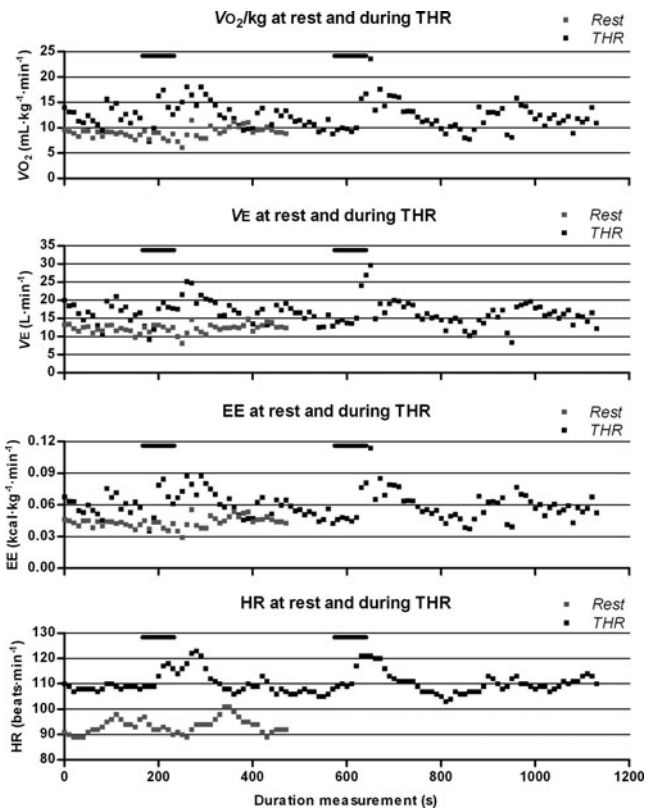 VO2/kg at rest and during THR
Rest
THR
VO2 (mL·kg-1·min-1)
25
20
15
10
5
0
VE at rest and during THR
Rest
THR
VE (L·min-1)
35
30
25
20
15
10
5
0
EE at rest and during THR
Rest
THR
EE (kcal·kg-1·min-1)
0.12
0.09
0.06
0.03
0.00
HR at rest and during THR
Rest
THR
HR (beats·min-1)
130
120
110
100
90
80
0 200 400 600 800 1000 1200
Duration measurement (s)